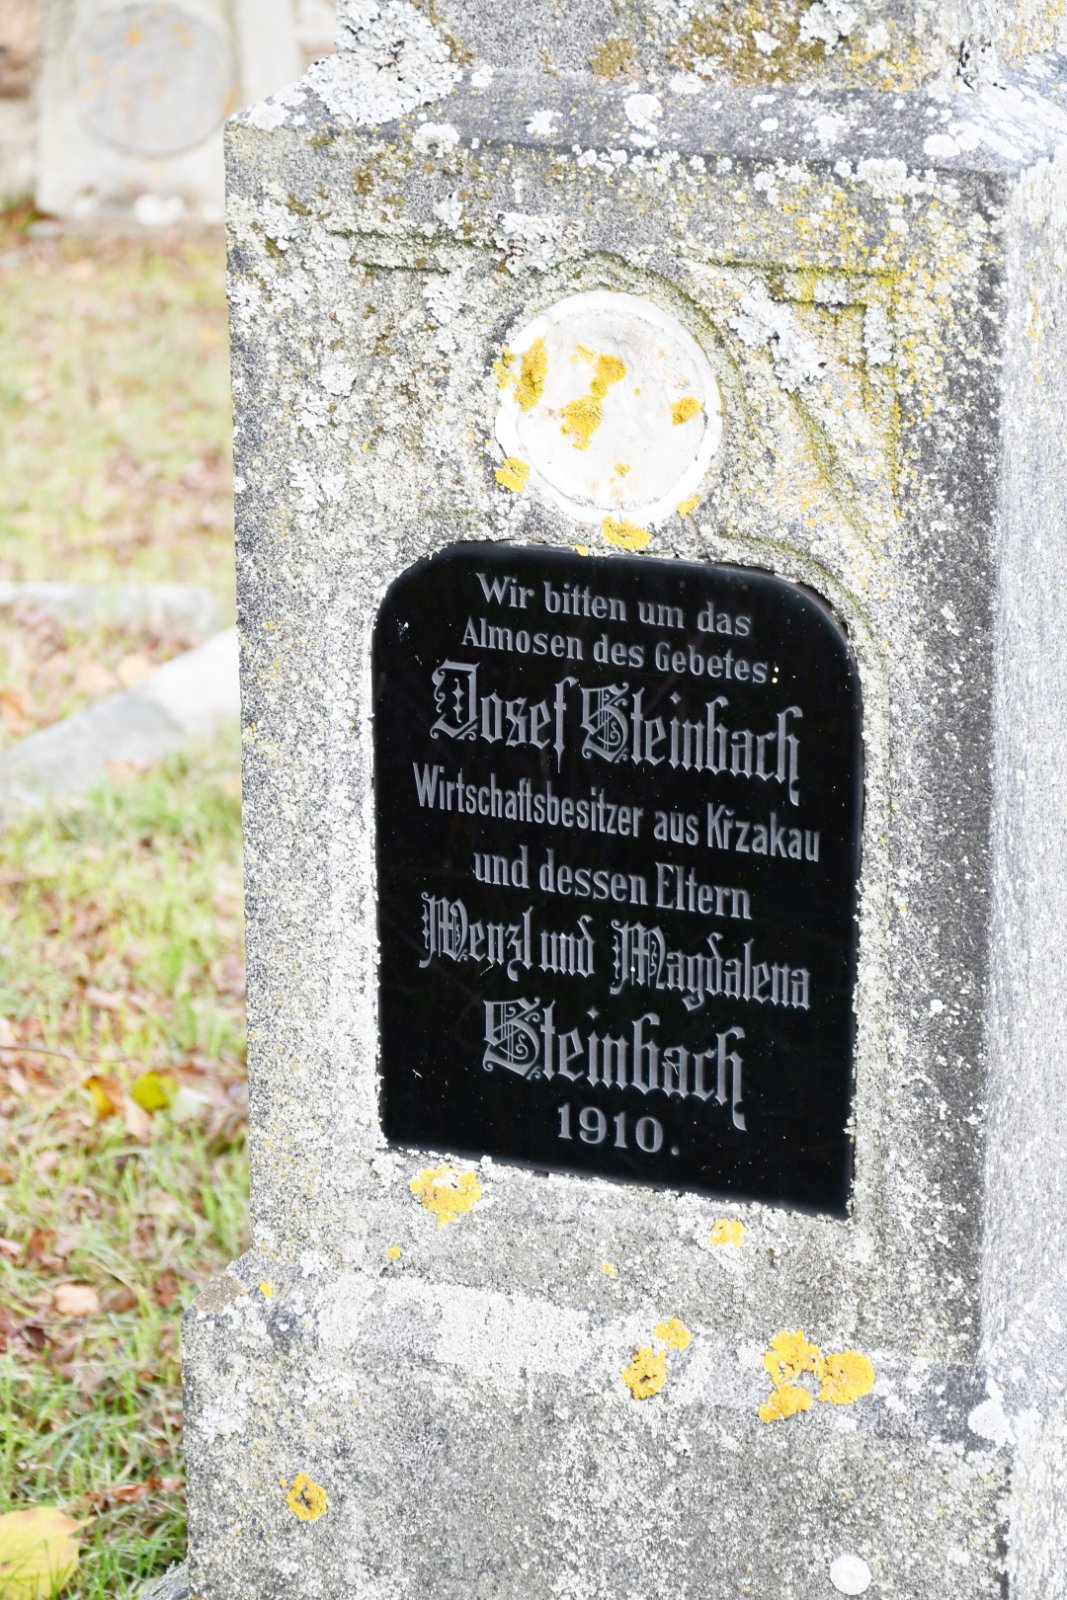 Wir bitten um das
Almosen des Gebetes:
Josef Steinbach
Wirtschaftsbesitzer aus Křzakau
und dessen Eltern
Wenzl und Magdalena
Steinbach
1910.